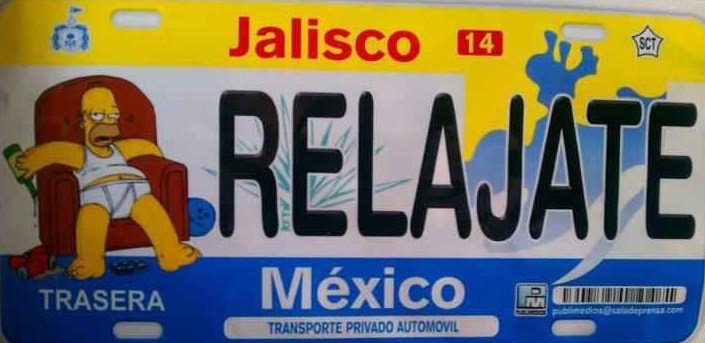 Jalisco 14 SCT
RELAJATE
TRASERA
México
TRANSPORTE PRIVADO AUTOMOVIL
publimedios@saladeprensa.com